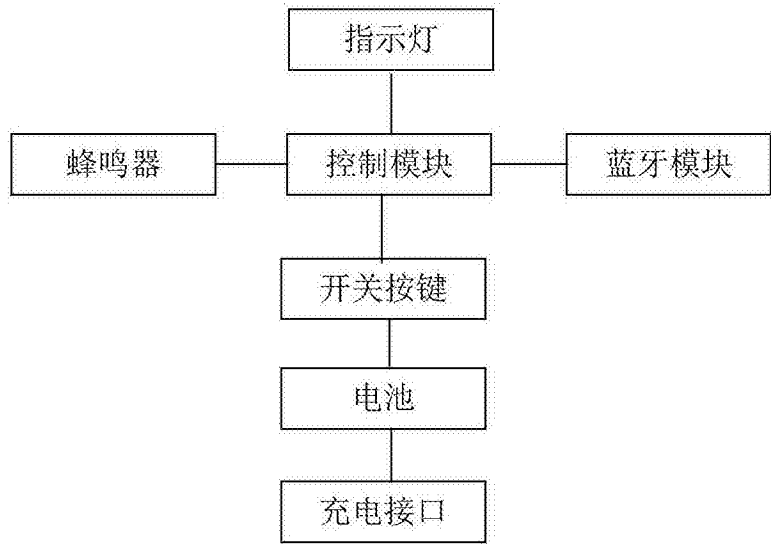 指示灯
蜂鸣器
控制模块
蓝牙模块
开关按键
电池
充电接口